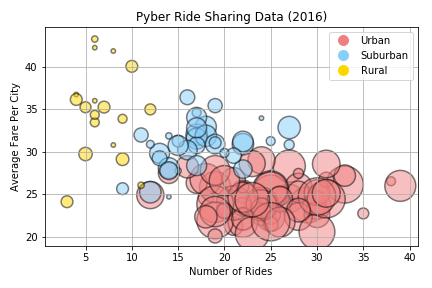 Pyber Ride Sharing Data (2016)
Urban
Suburban
Rural
Average Fare Per City
40
35
30
25
20
5
10
15
20
25
30
35
40
Number of Rides